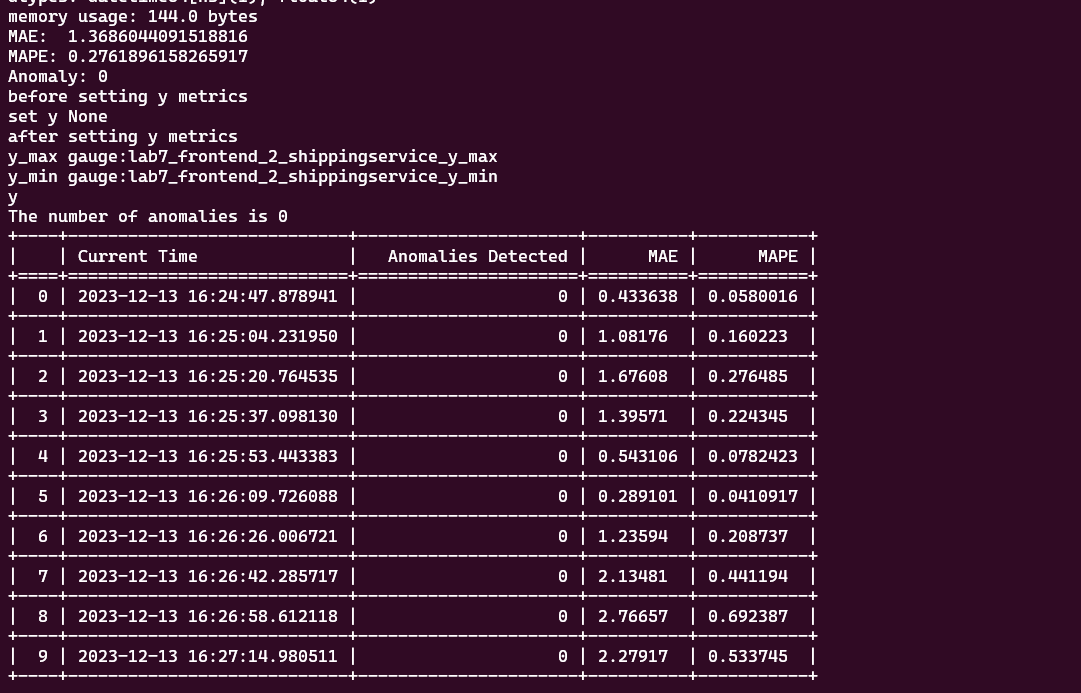 memory usage: 144.0 bytes
MAE:  1.3686044091518816
MAPE: 0.2761896158265917
Anomaly: 0
before setting y metrics
set y None
after setting y metrics
y_max gauge:lab7_frontend_2_shippingservice_y_max
y_min gauge:lab7_frontend_2_shippingservice_y_min
y
The number of anomalies is 0
| | Current Time | Anomalies Detected | MAE | MAPE |
| 0 | 2023-12-13 16:24:47.878941 | 0 | 0.433638 | 0.0580016 |
| 1 | 2023-12-13 16:25:04.231950 | 0 | 1.08176 | 0.160223 |
| 2 | 2023-12-13 16:25:20.764535 | 0 | 1.67608 | 0.276485 |
| 3 | 2023-12-13 16:25:37.098130 | 0 | 1.39571 | 0.224345 |
| 4 | 2023-12-13 16:25:53.443383 | 0 | 0.543106 | 0.0782423 |
| 5 | 2023-12-13 16:26:09.726088 | 0 | 0.289101 | 0.0410917 |
| 6 | 2023-12-13 16:26:26.006721 | 0 | 1.23594 | 0.208737 |
| 7 | 2023-12-13 16:26:42.285717 | 0 | 2.13481 | 0.441194 |
| 8 | 2023-12-13 16:26:58.612118 | 0 | 2.76657 | 0.692387 |
| 9 | 2023-12-13 16:27:14.980511 | 0 | 2.27917 | 0.533745 |